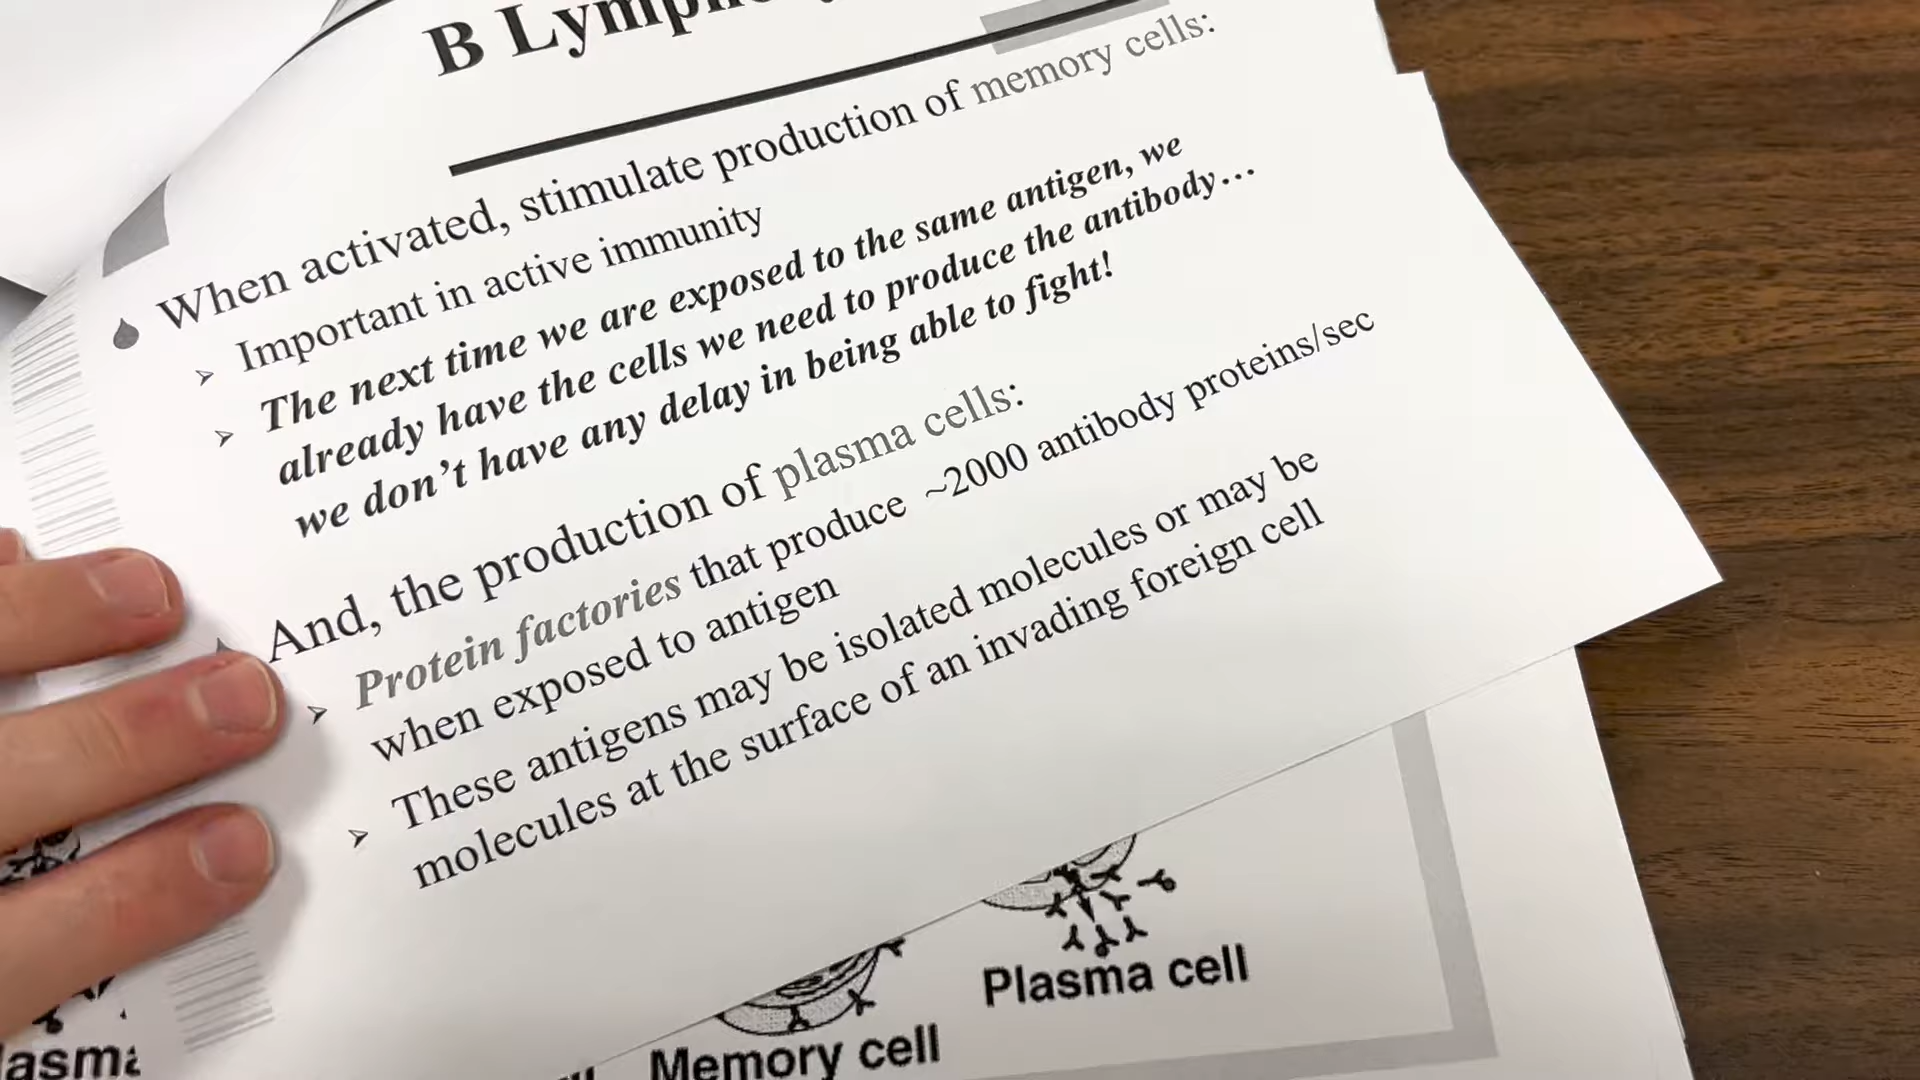 B
When activated, stimulate production of memory cells:
➢ Important in active immunity
➢ The next time we are exposed to the same antigen, we
already have the cells we need to produce the antibody…
we don’t have any delay in being able to fight!
And, the production of plasma cells:
➢ Protein factories that produce ~2000 antibody proteins/sec
when exposed to antigen
➢ These antigens may be isolated molecules or may be
molecules at the surface of an invading foreign cell
Plasma cell
Memory cell